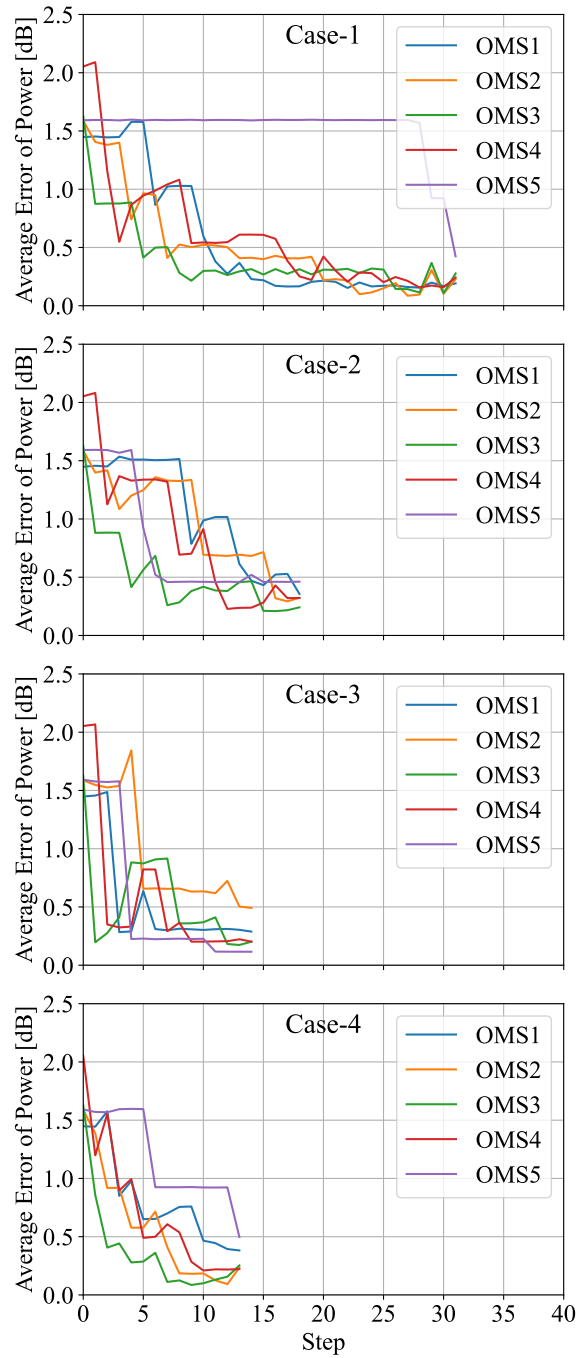 Case-1
Average Error of Power [dB]
2.5
2.0
1.5
1.0
0.5
0.0
OMS1
OMS2
OMS3
OMS4
OMS5
Case-2
Average Error of Power [dB]
2.5
2.0
1.5
1.0
0.5
0.0
OMS1
OMS2
OMS3
OMS4
OMS5
Case-3
Average Error of Power [dB]
2.5
2.0
1.5
1.0
0.5
0.0
OMS1
OMS2
OMS3
OMS4
OMS5
Case-4
Average Error of Power [dB]
2.5
2.0
1.5
1.0
0.5
0.0
OMS1
OMS2
OMS3
OMS4
OMS5
0 5 10 15 20 25 30 35 40
Step